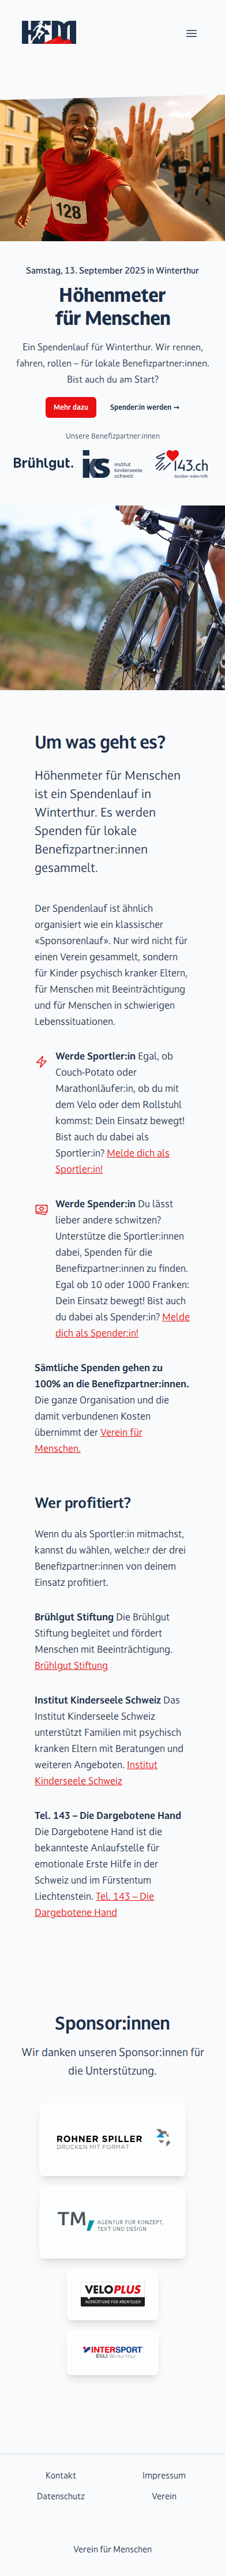 HFM
128
Samstag, 13. September 2025 in Winterthur
Höhenmeter
für Menschen
Ein Spendenlauf für Winterthur. Wir rennen,
fahren, rollen – für lokale Benefizpartner:innen.
Bist auch du am Start?
Mehr dazu
Spender:in werden →
Unsere Benefizpartner:innen
Brühlgut.
iks institut
kinderseele
schweiz
143.ch
Darüber reden hilft
Um was geht es?
Höhenmeter für Menschen
ist ein Spendenlauf in
Winterthur. Es werden
Spenden für lokale
Benefizpartner:innen
gesammelt.
Der Spendenlauf ist ähnlich
organisiert wie ein klassischer
«Sponsorenlauf». Nur wird nicht für
einen Verein gesammelt, sondern
für Kinder psychisch kranker Eltern,
für Menschen mit Beeinträchtigung
und für Menschen in schwierigen
Lebenssituationen.
Werde Sportler:in Egal, ob
Couch-Potato oder
Marathonläufer:in, ob du mit
dem Velo oder dem Rollstuhl
kommst: Dein Einsatz bewegt!
Bist auch du dabei als
Sportler:in? Melde dich als
Sportler:in!
Werde Spender:in Du lässt
lieber andere schwitzen?
Unterstütze die Sportler:innen
dabei, Spenden für die
Benefizpartner:innen zu finden.
Egal ob 10 oder 1000 Franken:
Dein Einsatz bewegt! Bist auch
du dabei als Spender:in? Melde
dich als Spender:in!
Sämtliche Spenden gehen zu
100% an die Benefizpartner:innen.
Die ganze Organisation und die
damit verbundenen Kosten
übernimmt der Verein für
Menschen.
Wer profitiert?
Wenn du als Sportler:in mitmachst,
kannst du wählen, welche:r der drei
Benefizpartner:innen von deinem
Einsatz profitiert.
Brühlgut Stiftung Die Brühlgut
Stiftung begleitet und fördert
Menschen mit Beeinträchtigung.
Brühlgut Stiftung
Institut Kinderseele Schweiz Das
Institut Kinderseele Schweiz
unterstützt Familien mit psychisch
kranken Eltern mit Beratungen und
weiteren Angeboten. Institut
Kinderseele Schweiz
Tel. 143 – Die Dargebotene Hand
Die Dargebotene Hand ist die
bekannteste Anlaufstelle für
emotionale Erste Hilfe in der
Schweiz und im Fürstentum
Liechtenstein. Tel. 143 – Die
Dargebotene Hand
Sponsor:innen
Wir danken unseren Sponsor:innen für
die Unterstützung.
ROHNER SPILLER
DRUCKEN MIT FORMAT
TM AGENTUR FÜR KONZEPT,
TEXT UND DESIGN
VELOPLUS
AUSRÜSTUNG FÜR ABENTEUER
INTERSPORT
EGLI Winterthur
Kontakt
Impressum
Datenschutz
Verein
Verein für Menschen